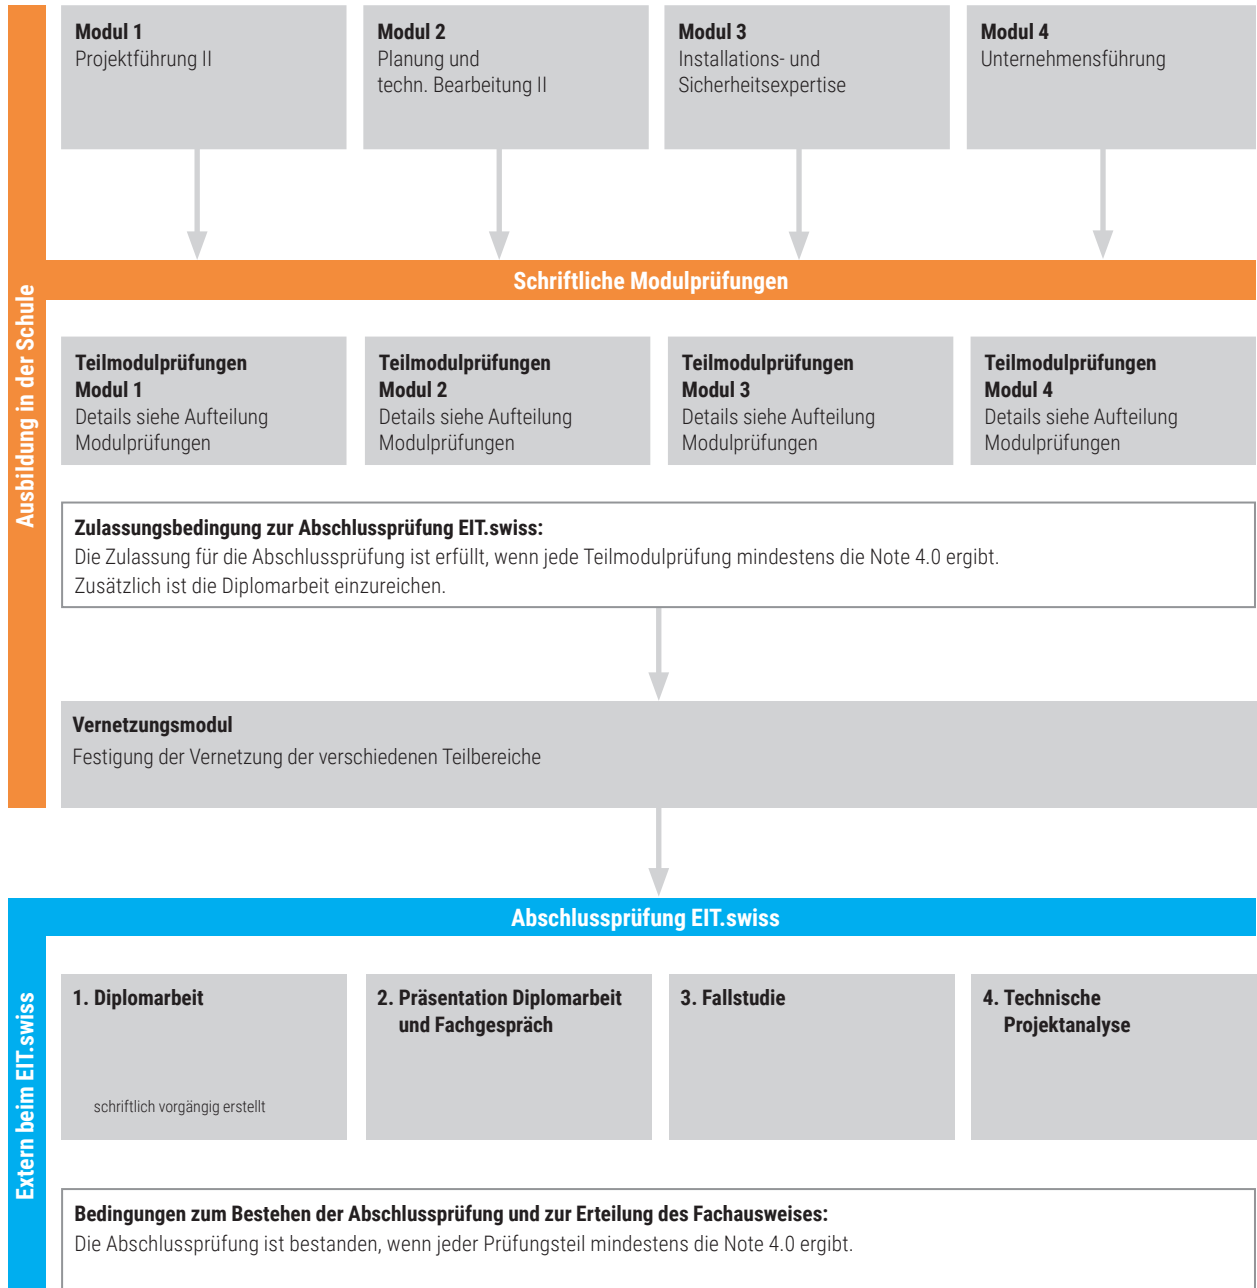 Modul 1
Projektführung II
Modul 2
Planung und
techn. Bearbeitung II
Modul 3
Installations- und
Sicherheitsexpertise
Modul 4
Unternehmensführung
Ausbildung in der Schule
Schriftliche Modulprüfungen
Teilmodulprüfungen
Modul 1
Details siehe Aufteilung
Modulprüfungen
Teilmodulprüfungen
Modul 2
Details siehe Aufteilung
Modulprüfungen
Teilmodulprüfungen
Modul 3
Details siehe Aufteilung
Modulprüfungen
Teilmodulprüfungen
Modul 4
Details siehe Aufteilung
Modulprüfungen
Zulassungsbedingung zur Abschlussprüfung EIT.swiss:
Die Zulassung für die Abschlussprüfung ist erfüllt, wenn jede Teilmodulprüfung mindestens die Note 4.0 ergibt.
Zusätzlich ist die Diplomarbeit einzureichen.
Vernetzungsmodul
Festigung der Vernetzung der verschiedenen Teilbereiche
Extern beim EIT.swiss
Abschlussprüfung EIT.swiss
1. Diplomarbeit
schriftlich vorgängig erstellt
2. Präsentation Diplomarbeit
und Fachgespräch
3. Fallstudie
4. Technische
Projektanalyse
Bedingungen zum Bestehen der Abschlussprüfung und zur Erteilung des Fachausweises:
Die Abschlussprüfung ist bestanden, wenn jeder Prüfungsteil mindestens die Note 4.0 ergibt.